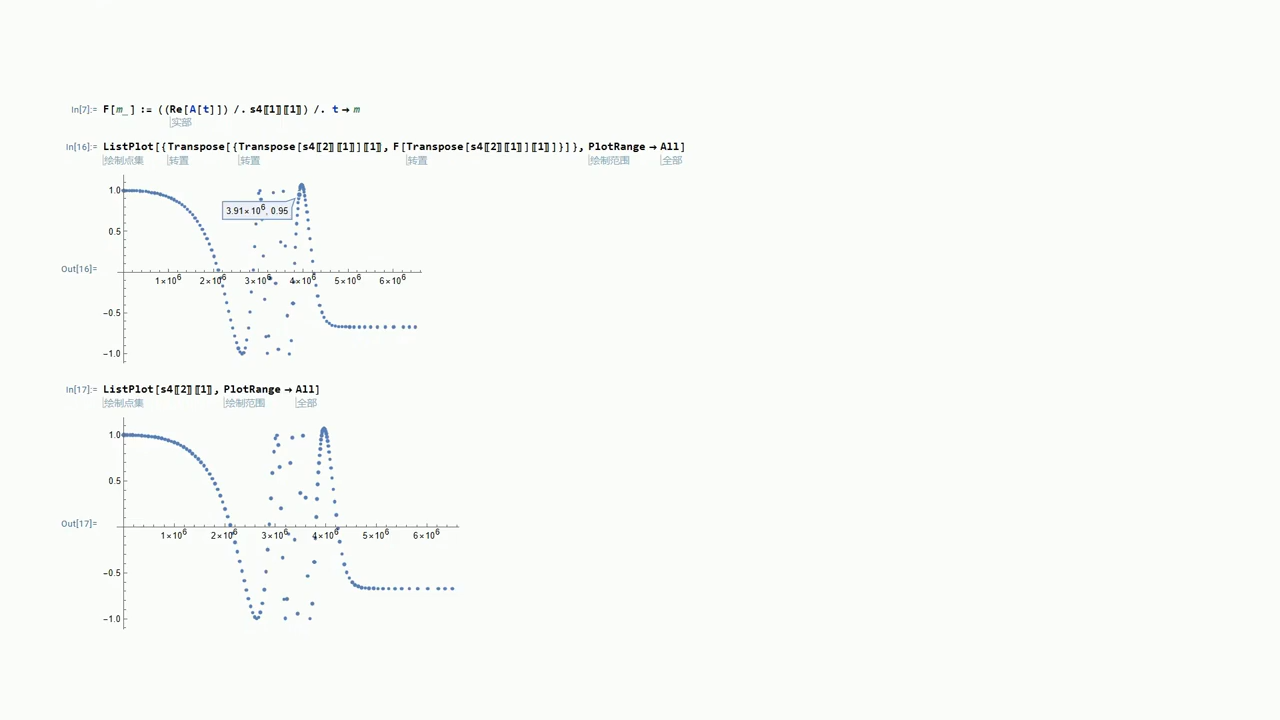 In[7]:= F[m_] := ((Re[A[t]]) /. s4〚1〛〚1〛) /. t → m
实部
In[16]:= ListPlot[{Transpose[{Transpose[s4〚2〛〚1〛]〚1〛, F[Transpose[s4〚2〛〚1〛]〚1〛]}]}, PlotRange → All]
绘制点集 转置 转置 转置 绘制范围 全部
1.0
3.91×10^6, 0.95
0.5
Out[16]=
1×10^6 2×10^6 3×10^6 4×10^6 5×10^6 6×10^6
-0.5
-1.0
In[17]:= ListPlot[s4〚2〛〚1〛, PlotRange → All]
绘制点集 绘制范围 全部
1.0
0.5
Out[17]=
1×10^6 2×10^6 3×10^6 4×10^6 5×10^6 6×10^6
-0.5
-1.0